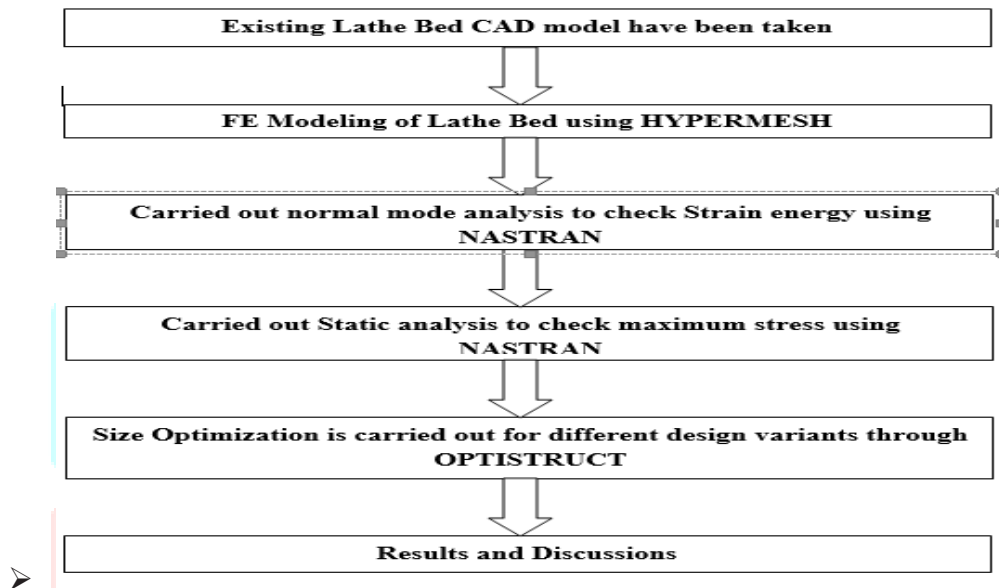 Existing Lathe Bed CAD model have been taken
FE Modeling of Lathe Bed using HYPERMESH
Carried out normal mode analysis to check Strain energy using
NASTRAN
Carried out Static analysis to check maximum stress using
NASTRAN
Size Optimization is carried out for different design variants through
OPTISTRUCT
Results and Discussions